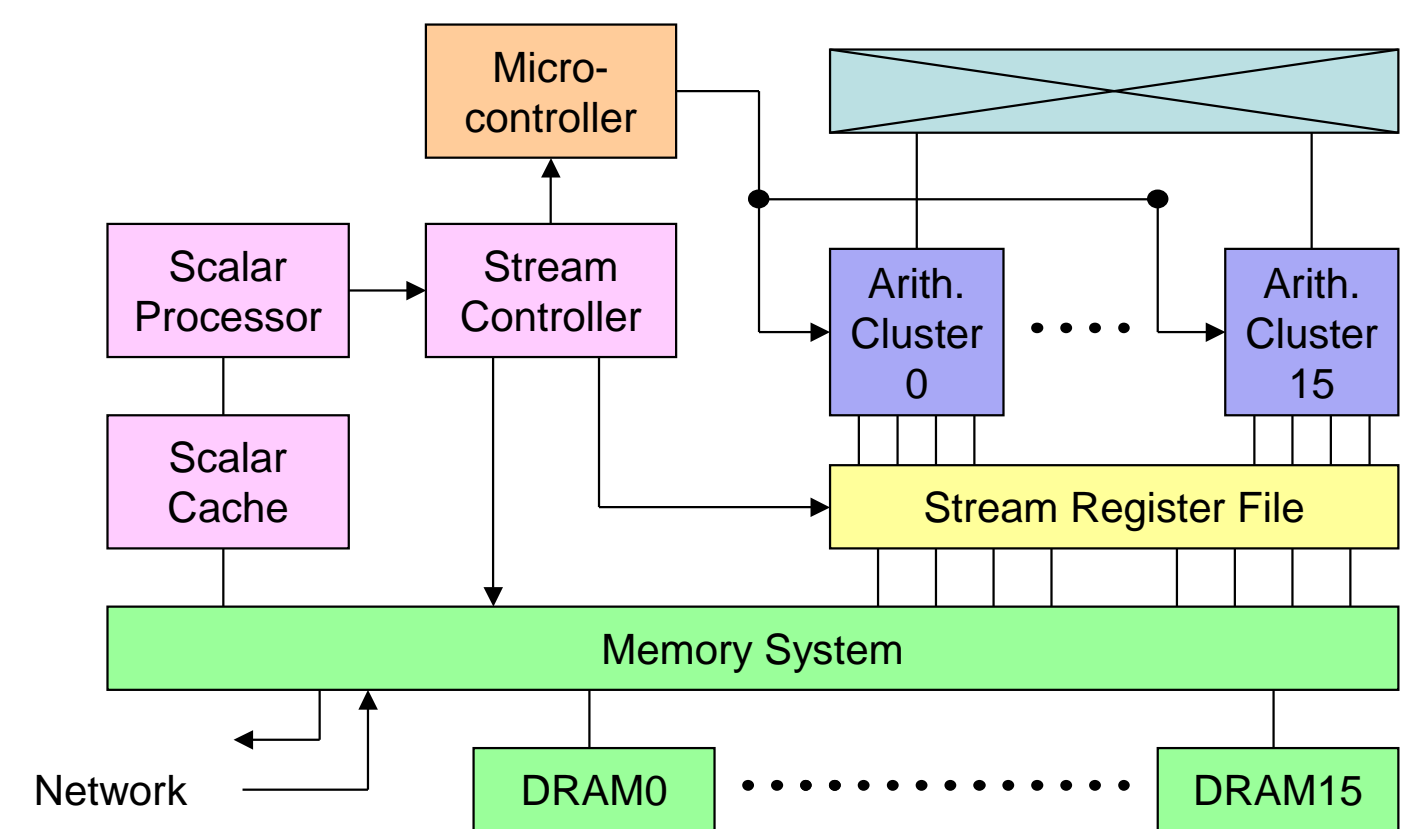 Micro-
controller
Scalar
Processor
Stream
Controller
Arith.
Cluster
0
Arith.
Cluster
15
Scalar
Cache
Stream Register File
Memory System
Network
DRAM0
DRAM15